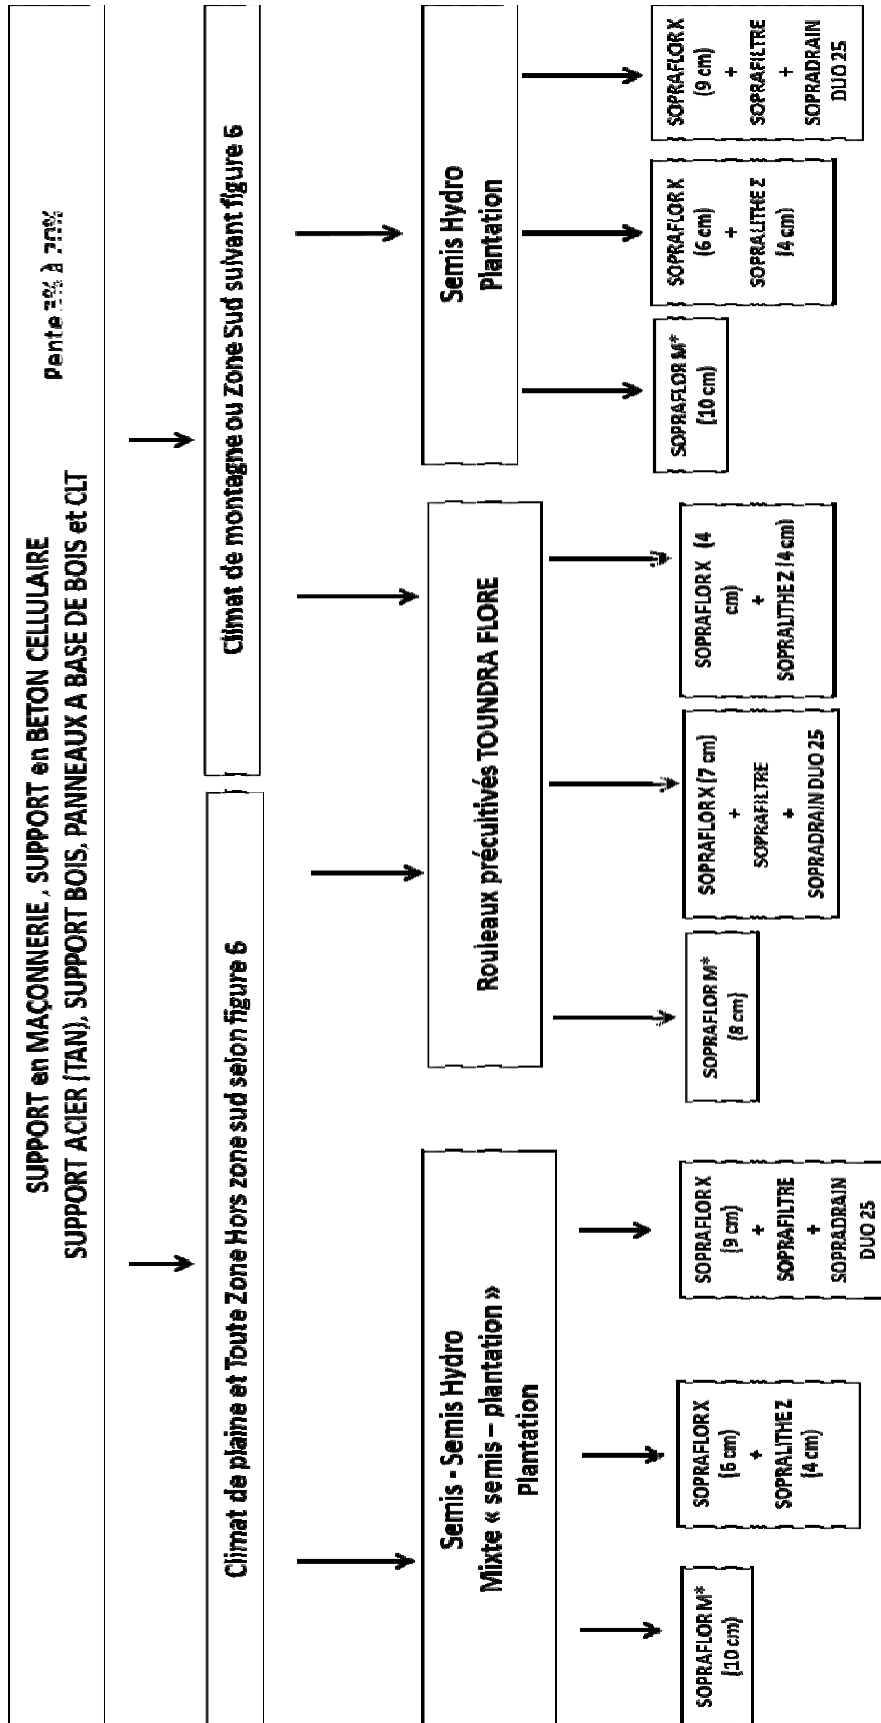 SUPPORT en MAÇONNERIE , SUPPORT en BETON CELLULAIRE
SUPPORT ACIER (TAN), SUPPORT BOIS, PANNEAUX A BASE DE BOIS et CLT
Pente 3% à 20%
Climat de plaine et Toute Zone Hors zone sud selon figure 6
Climat de montagne ou Zone Sud suivant figure 6
Semis - Semis Hydro
Mixte « semis – plantation »
Plantation
Rouleaux précultivés TOUNDRA FLORE
Semis Hydro
Plantation
SOPRAFLOR M*
(10 cm)
SOPRAFLOR X
(6 cm)
+
SOPRALITHE Z
(4 cm)
SOPRAFLOR X
(9 cm)
+
SOPRAFILTRE
+
SOPRADRAIN
DUO 25
SOPRAFLOR M*
(8 cm)
SOPRAFLOR X (7 cm)
+
SOPRAFILTRE
+
SOPRADRAIN DUO 25
SOPRAFLOR X (4
cm)
+
SOPRALITHE Z (4 cm)
SOPRAFLOR M*
(10 cm)
SOPRAFLOR X
(6 cm)
+
SOPRALITHE Z
(4 cm)
SOPRAFLOR X
(9 cm)
+
SOPRAFILTRE
+
SOPRADRAIN
DUO 25